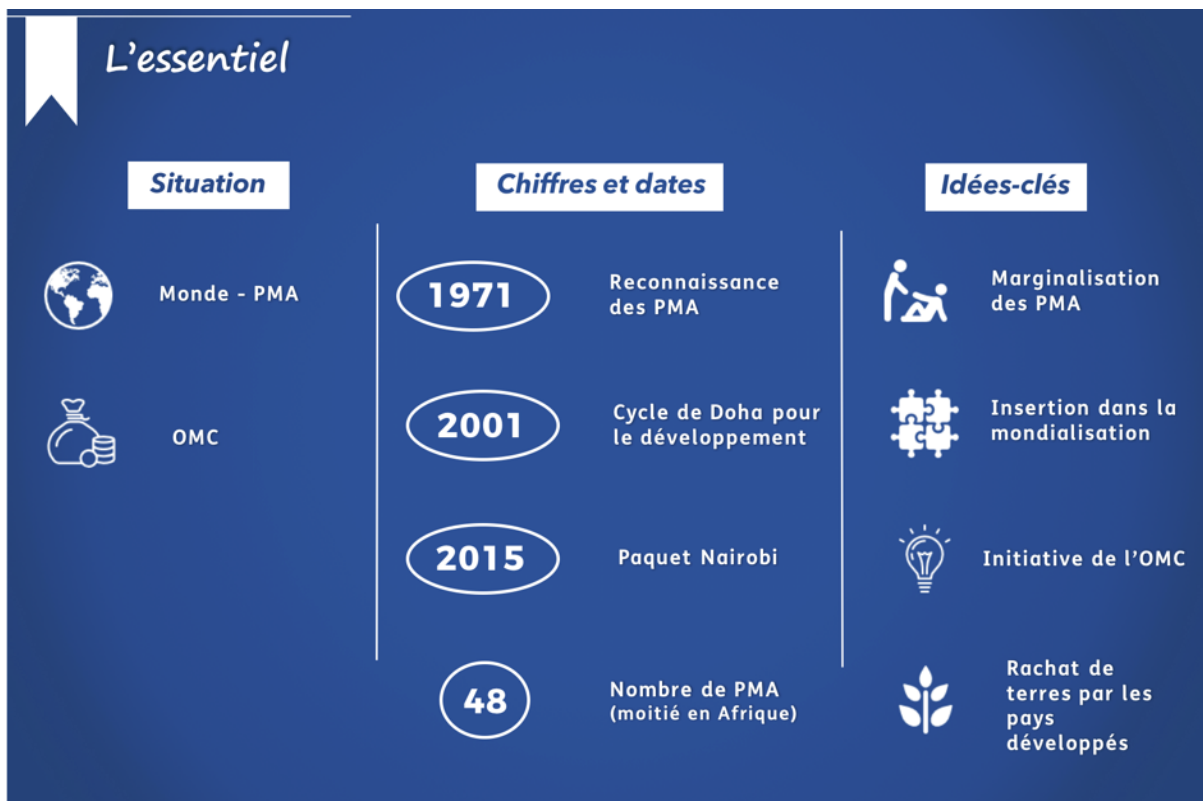 L'essentiel
Situation
Monde - PMA
OMC
Chiffres et dates
1971
Reconnaissance
des PMA
2001
Cycle de Doha pour
le développement
2015
Paquet Nairobi
48
Nombre de PMA
(moitié en Afrique)
Idées-clés
Marginalisation
des PMA
Insertion dans la
mondialisation
Initiative de l'OMC
Rachat de
terres par les
pays
développés